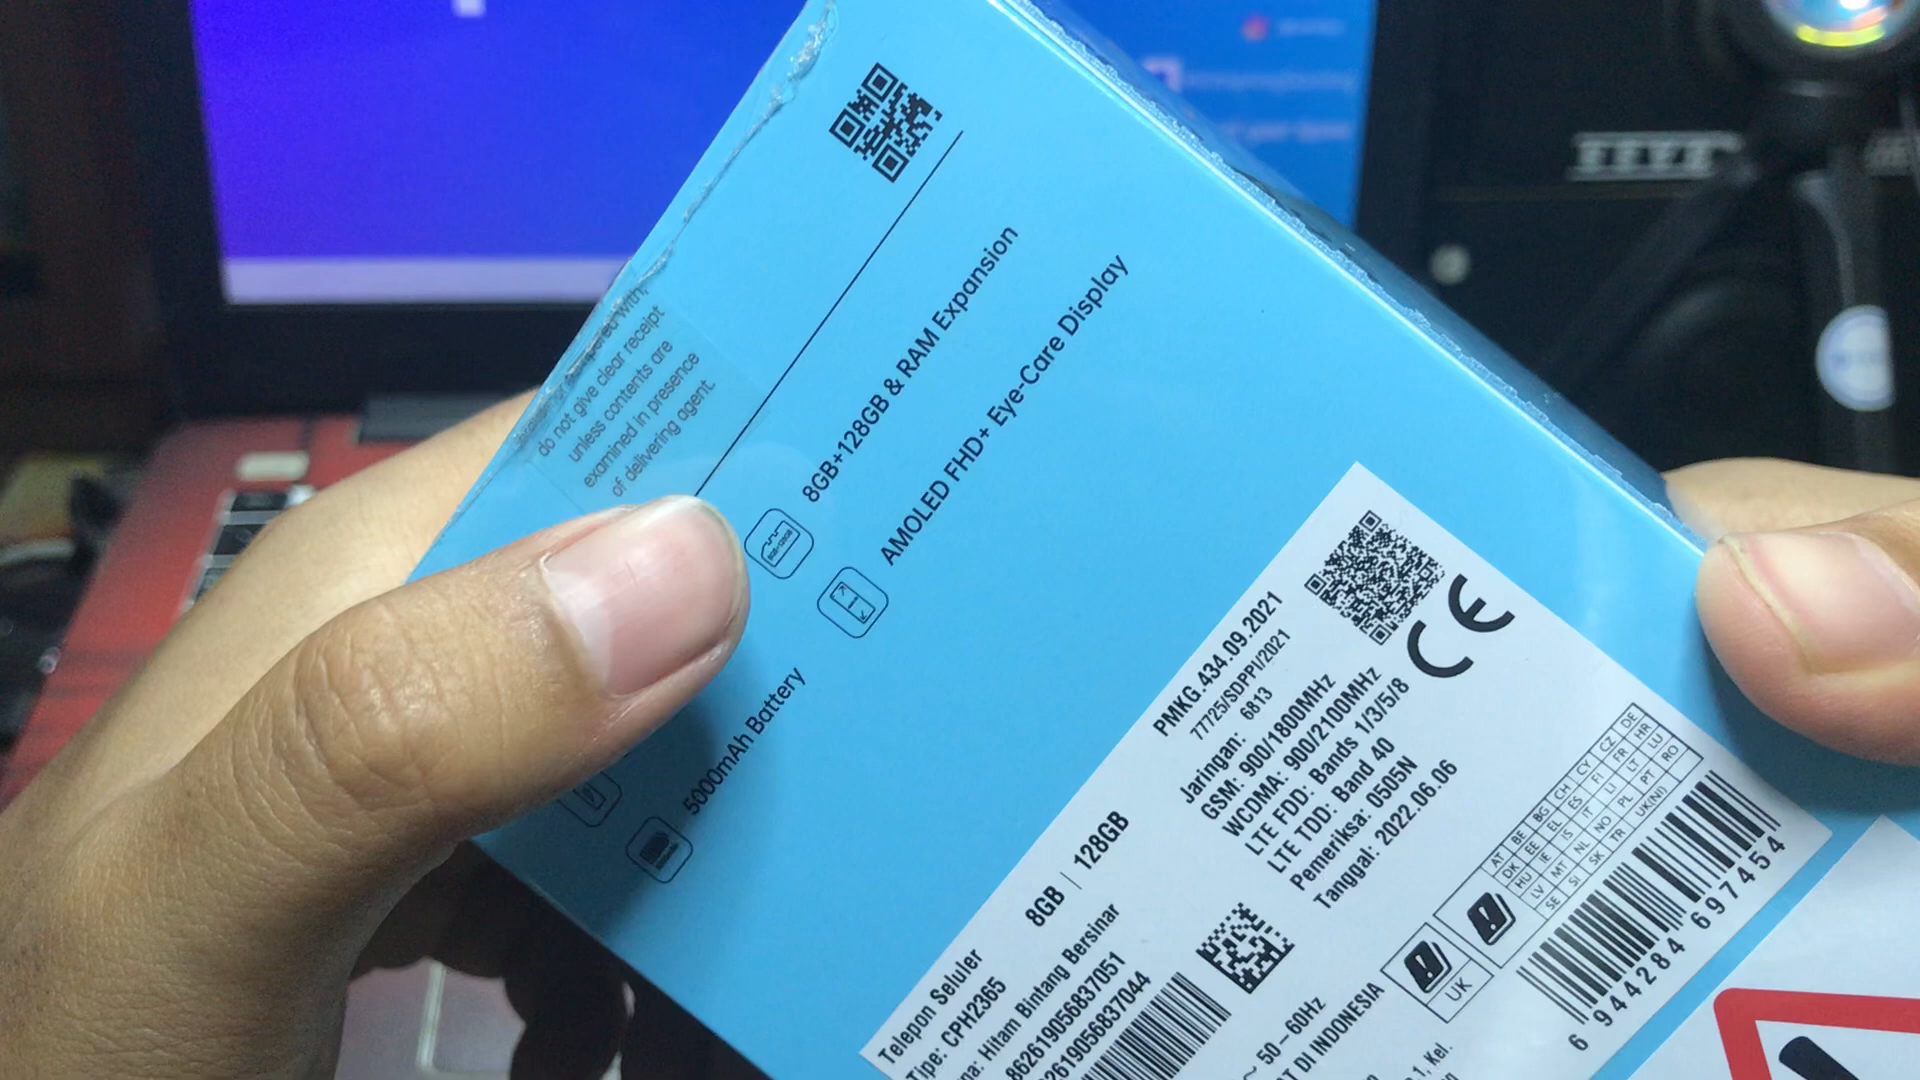 do not give clear receipt
unless contents are
examined in presence
of delivering agent.
8GB+128GB & RAM Expansion
AMOLED FHD+ Eye-Care Display
5000mAh Battery
PMKG.434.09.2021
77725/SDPPI/2021
6813
Jaringan:
GSM: 900/1800MHz
WCDMA: 900/2100MHz
LTE FDD: Bands 1/3/5/8
LTE TDD: Band 40
Pemeriksa: 0505N
Tanggal: 2022.06.06
CE
8GB | 128GB
Telepon Seluler
Tipe: CPH2365
Hitam Bintang Bersinar
862619056837051
62619056837044
~ 50-60Hz
DI INDONESIA
AT BE BG CH CY CZ DE
DK EE EL ES FI FR HR
HU IE IS IT LI LT LU
LV MT NL NO PL PT RO
SE SI SK TR UK(NI)
UK
6 944284 697454